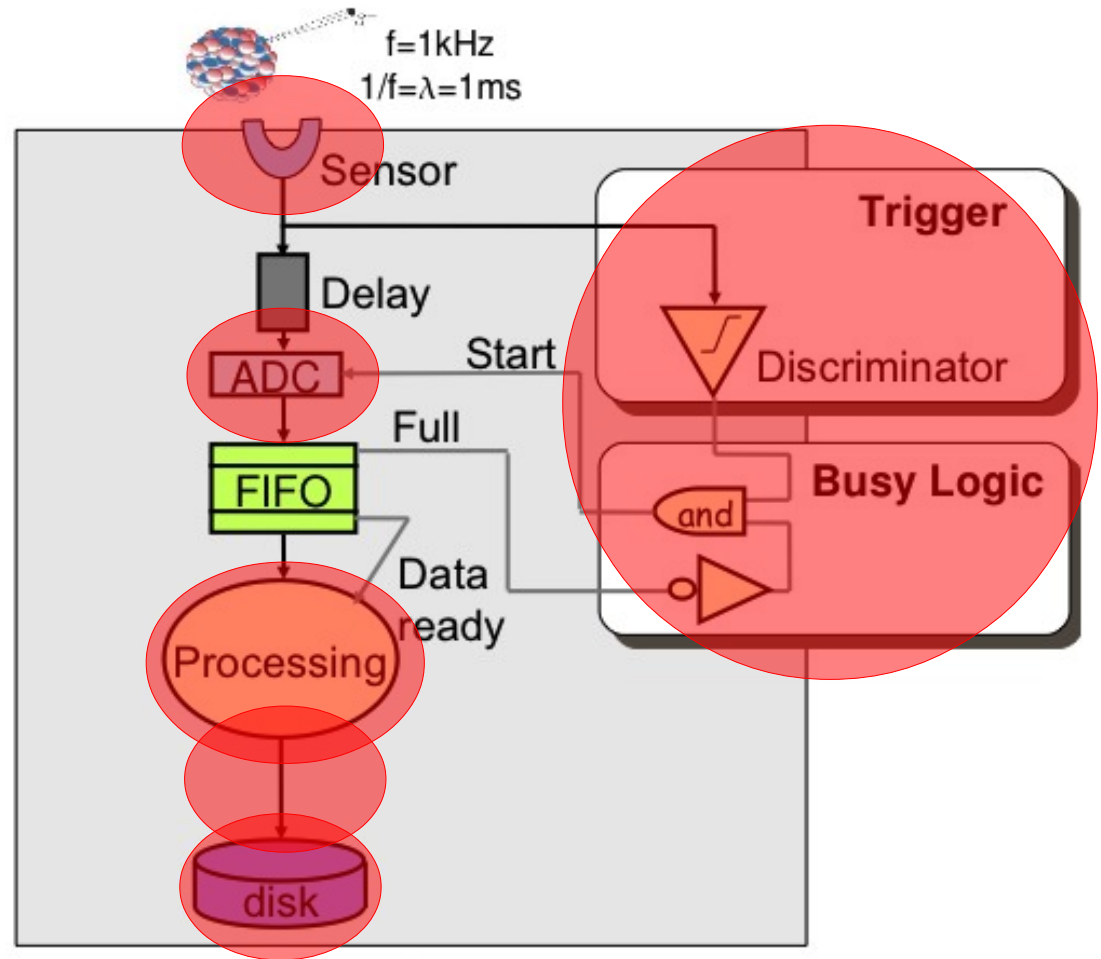 f=1kHz
1/f=λ=1ms
Sensor
Trigger
Delay
Start
ADC
Discriminator
Full
FIFO
Busy Logic
and
Data
ready
Processing
disk